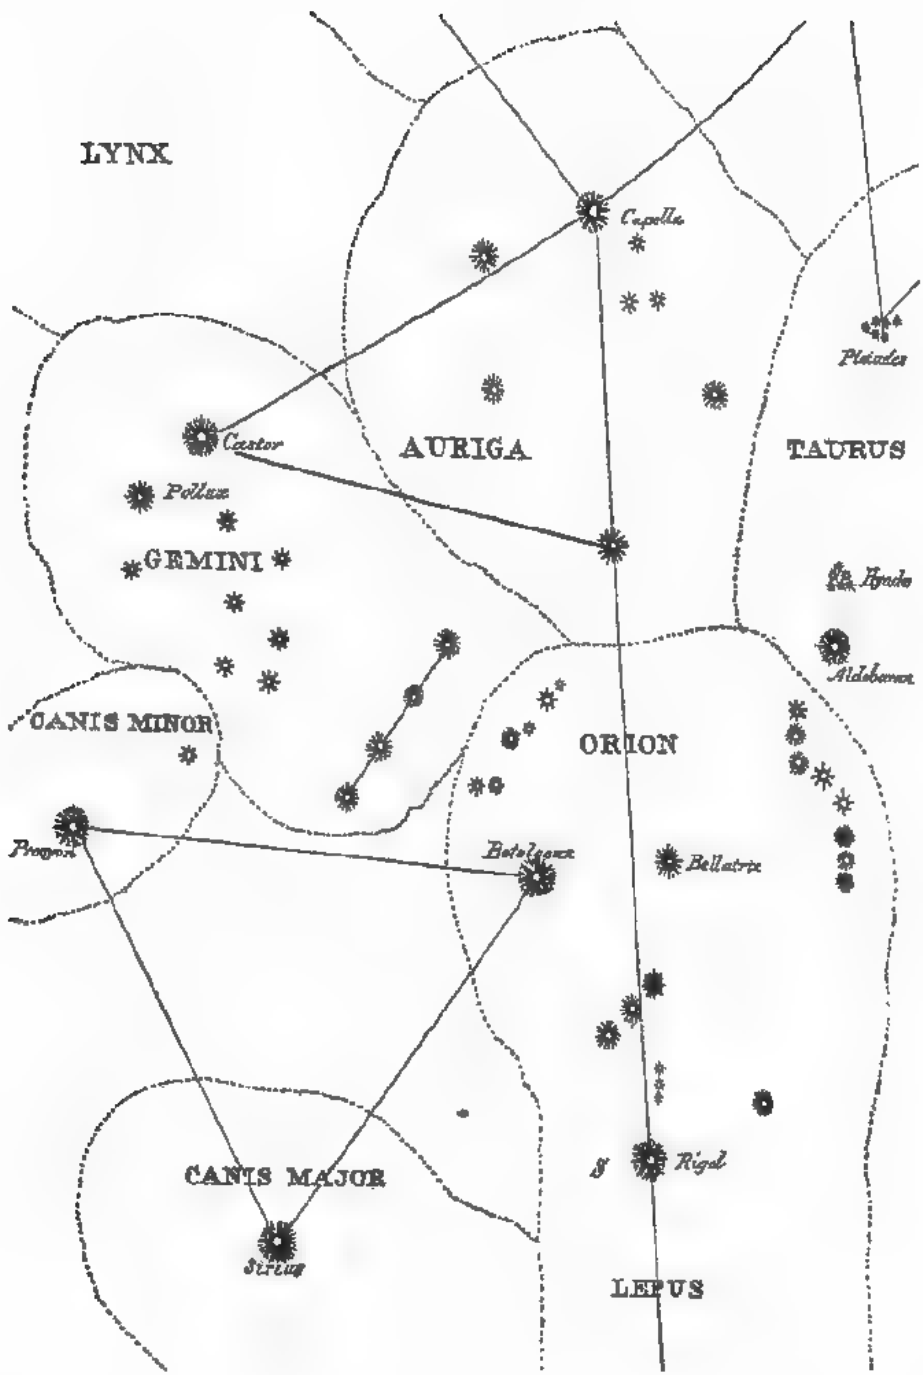 LYNX
Capella
Pleiades
Castor
AURIGA
TAURUS
Pollux
GEMINI
Hyades
Aldebaran
CANIS MINOR
ORION
Procyon
Betelgeux
Bellatrix
CANIS MAJOR
Rigel
Sirius
LEPUS